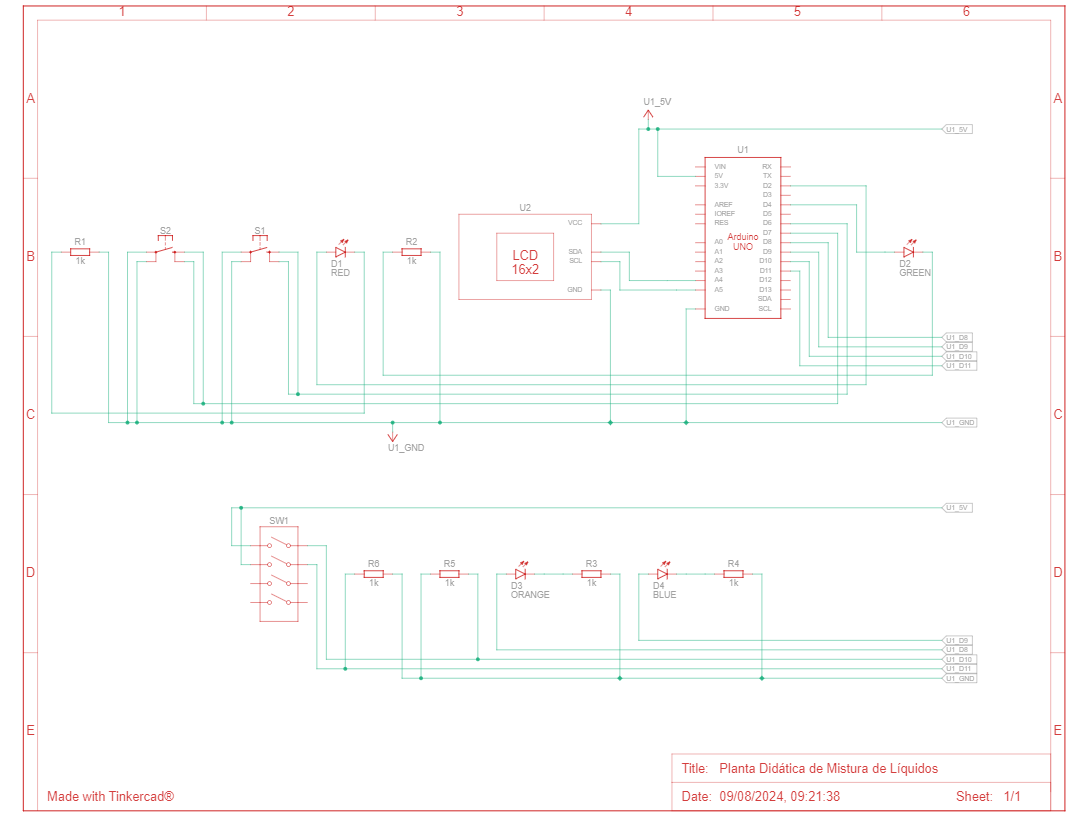 1 2 3 4 5 6
A A
U1_5V
U1_5V
U1
VIN RX
5V TX
3.3V D2
D3
AREF D4
IOREF D5
RES D6
D7
A0 D8
A1 D9
A2 D10
A3 D11
A4 D12
A5 D13
SDA
GND SCL
Arduino
UNO
U2
VCC
SDA
SCL
GND
LCD
16x2
B B
R1
1k
S2
S1
D1
RED
R2
1k
D2
GREEN
U1_D8
U1_D9
U1_D10
U1_D11
C C
U1_GND
U1_GND
U1_5V
SW1
D D
R6
1k
R5
1k
D3
ORANGE
R3
1k
D4
BLUE
R4
1k
U1_D9
U1_D8
U1_D10
U1_D11
U1_GND
E E
Title: Planta Didática de Mistura de Líquidos
Made with Tinkercad®
Date: 09/08/2024, 09:21:38 Sheet: 1/1